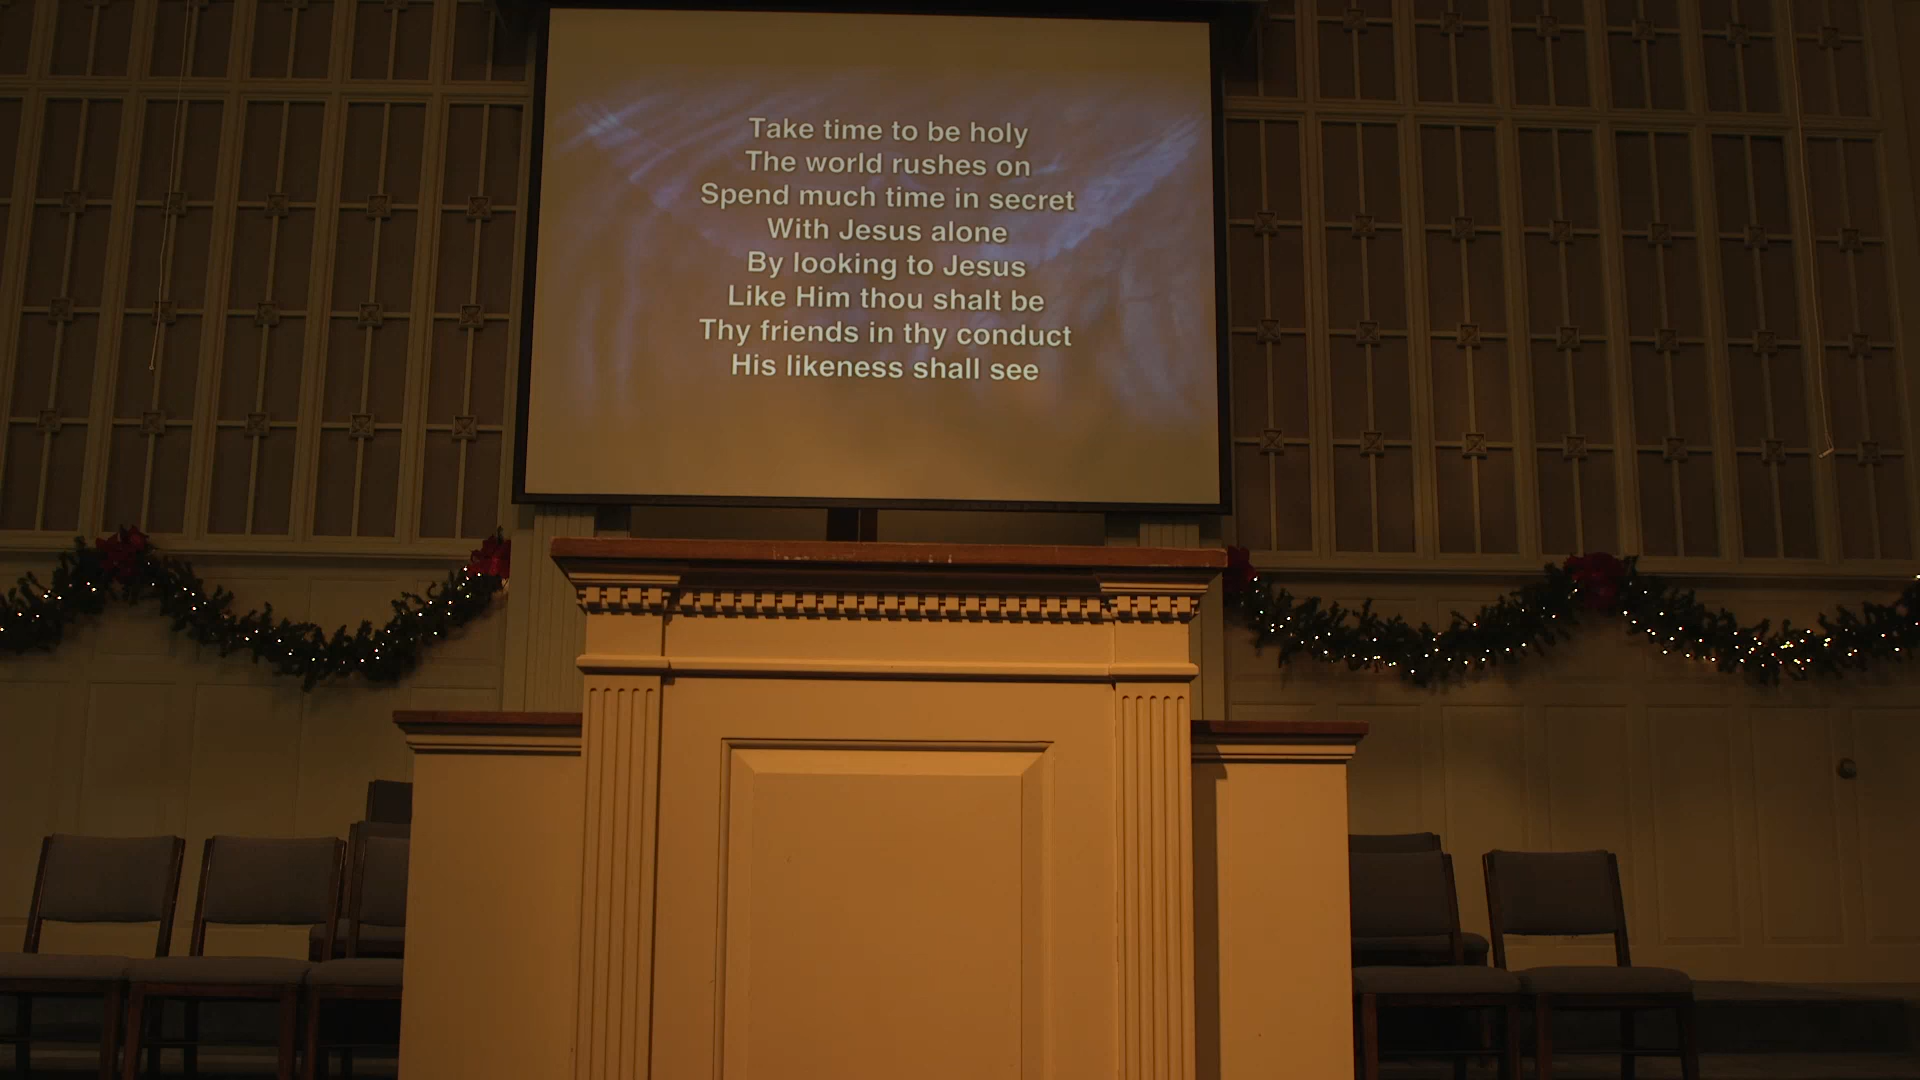 Take time to be holy
The world rushes on
Spend much time in secret
With Jesus alone
By looking to Jesus
Like Him thou shalt be
Thy friends in thy conduct
His likeness shall see